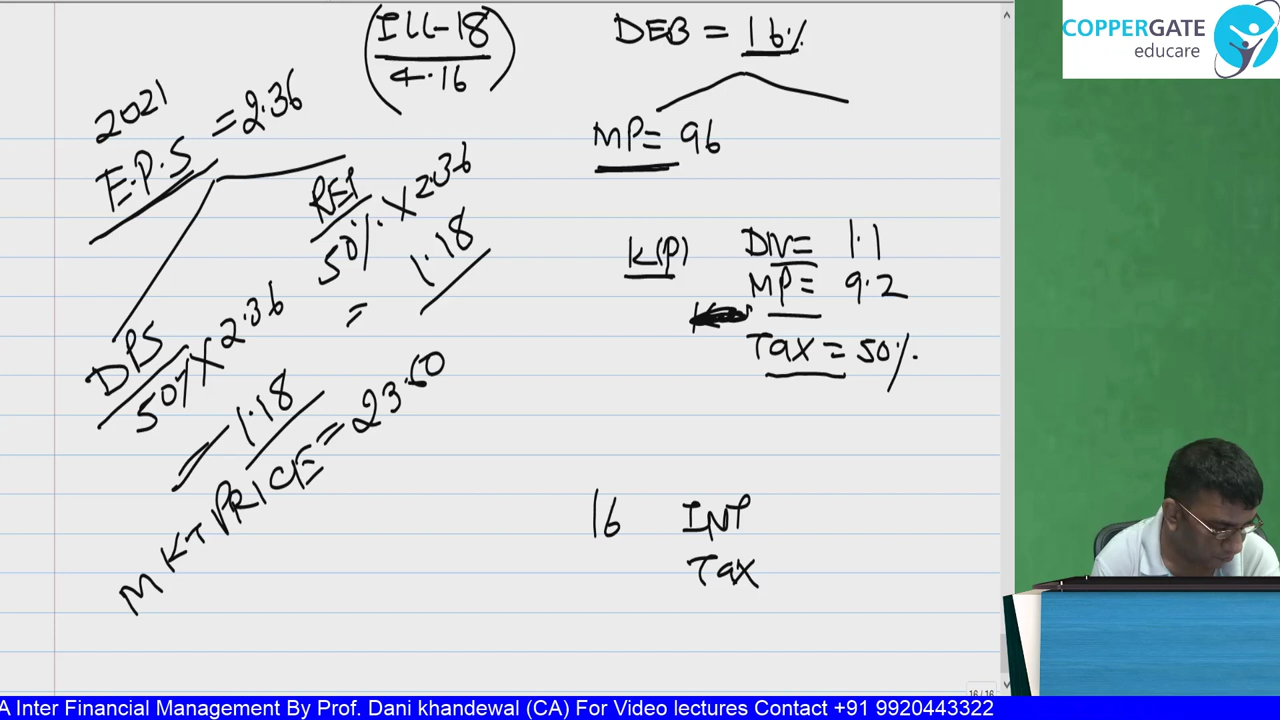 (ILL-18
4.16)
DEB = 16%
COPPERGATE
educare
2021
E.P.S = 2.36
MP = 96
RET
50% X 2.36
= 1.18
K(P) DIV = 1.1
MP = 9.2
Tax = 50%
DPS
50% X 2.36
= 1.18
MKT PRICE = 23.60
16 INT
Tax
16/16
A Inter Financial Management By Prof. Dani khandewal (CA) For Video lectures Contact +91 9920443322